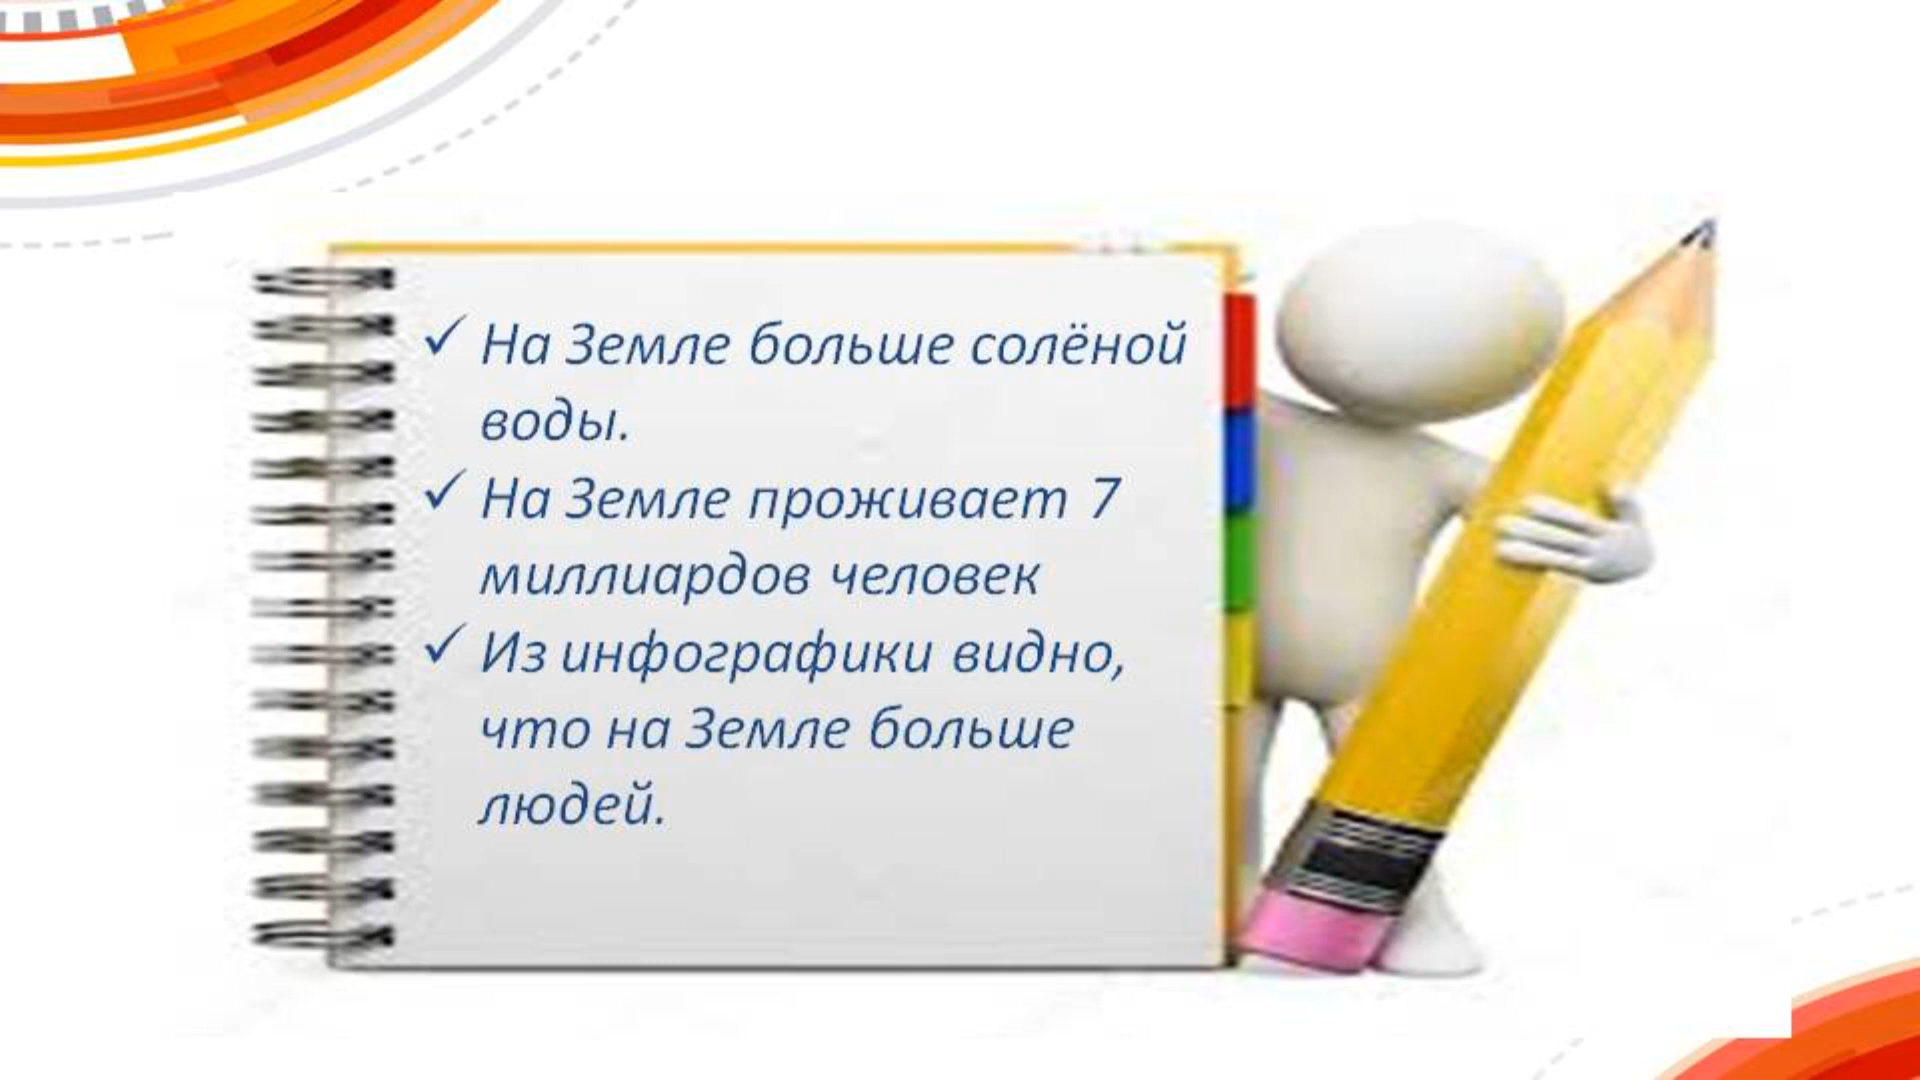 ✓ На Земле больше солёной
воды.
✓ На Земле проживает 7
миллиардов человек
✓ Из инфографики видно,
что на Земле больше
людей.